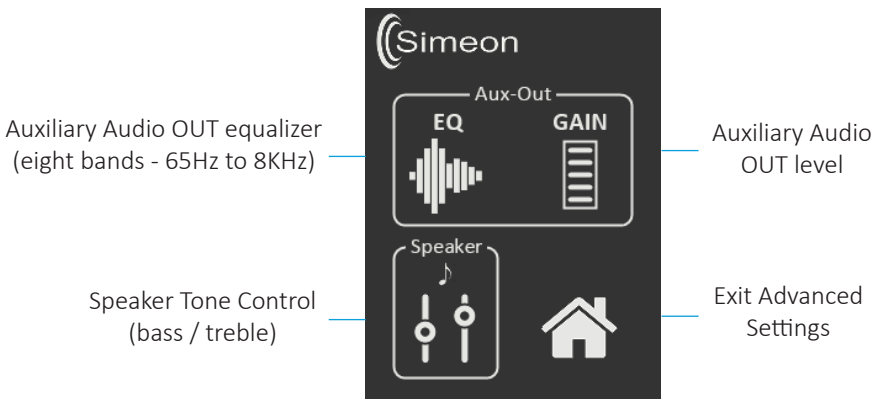 Simeon
Aux-Out
EQ GAIN
Auxiliary Audio OUT equalizer
(eight bands - 65Hz to 8KHz)
Auxiliary Audio
OUT level
Speaker
Speaker Tone Control
(bass / treble)
Exit Advanced
Settings